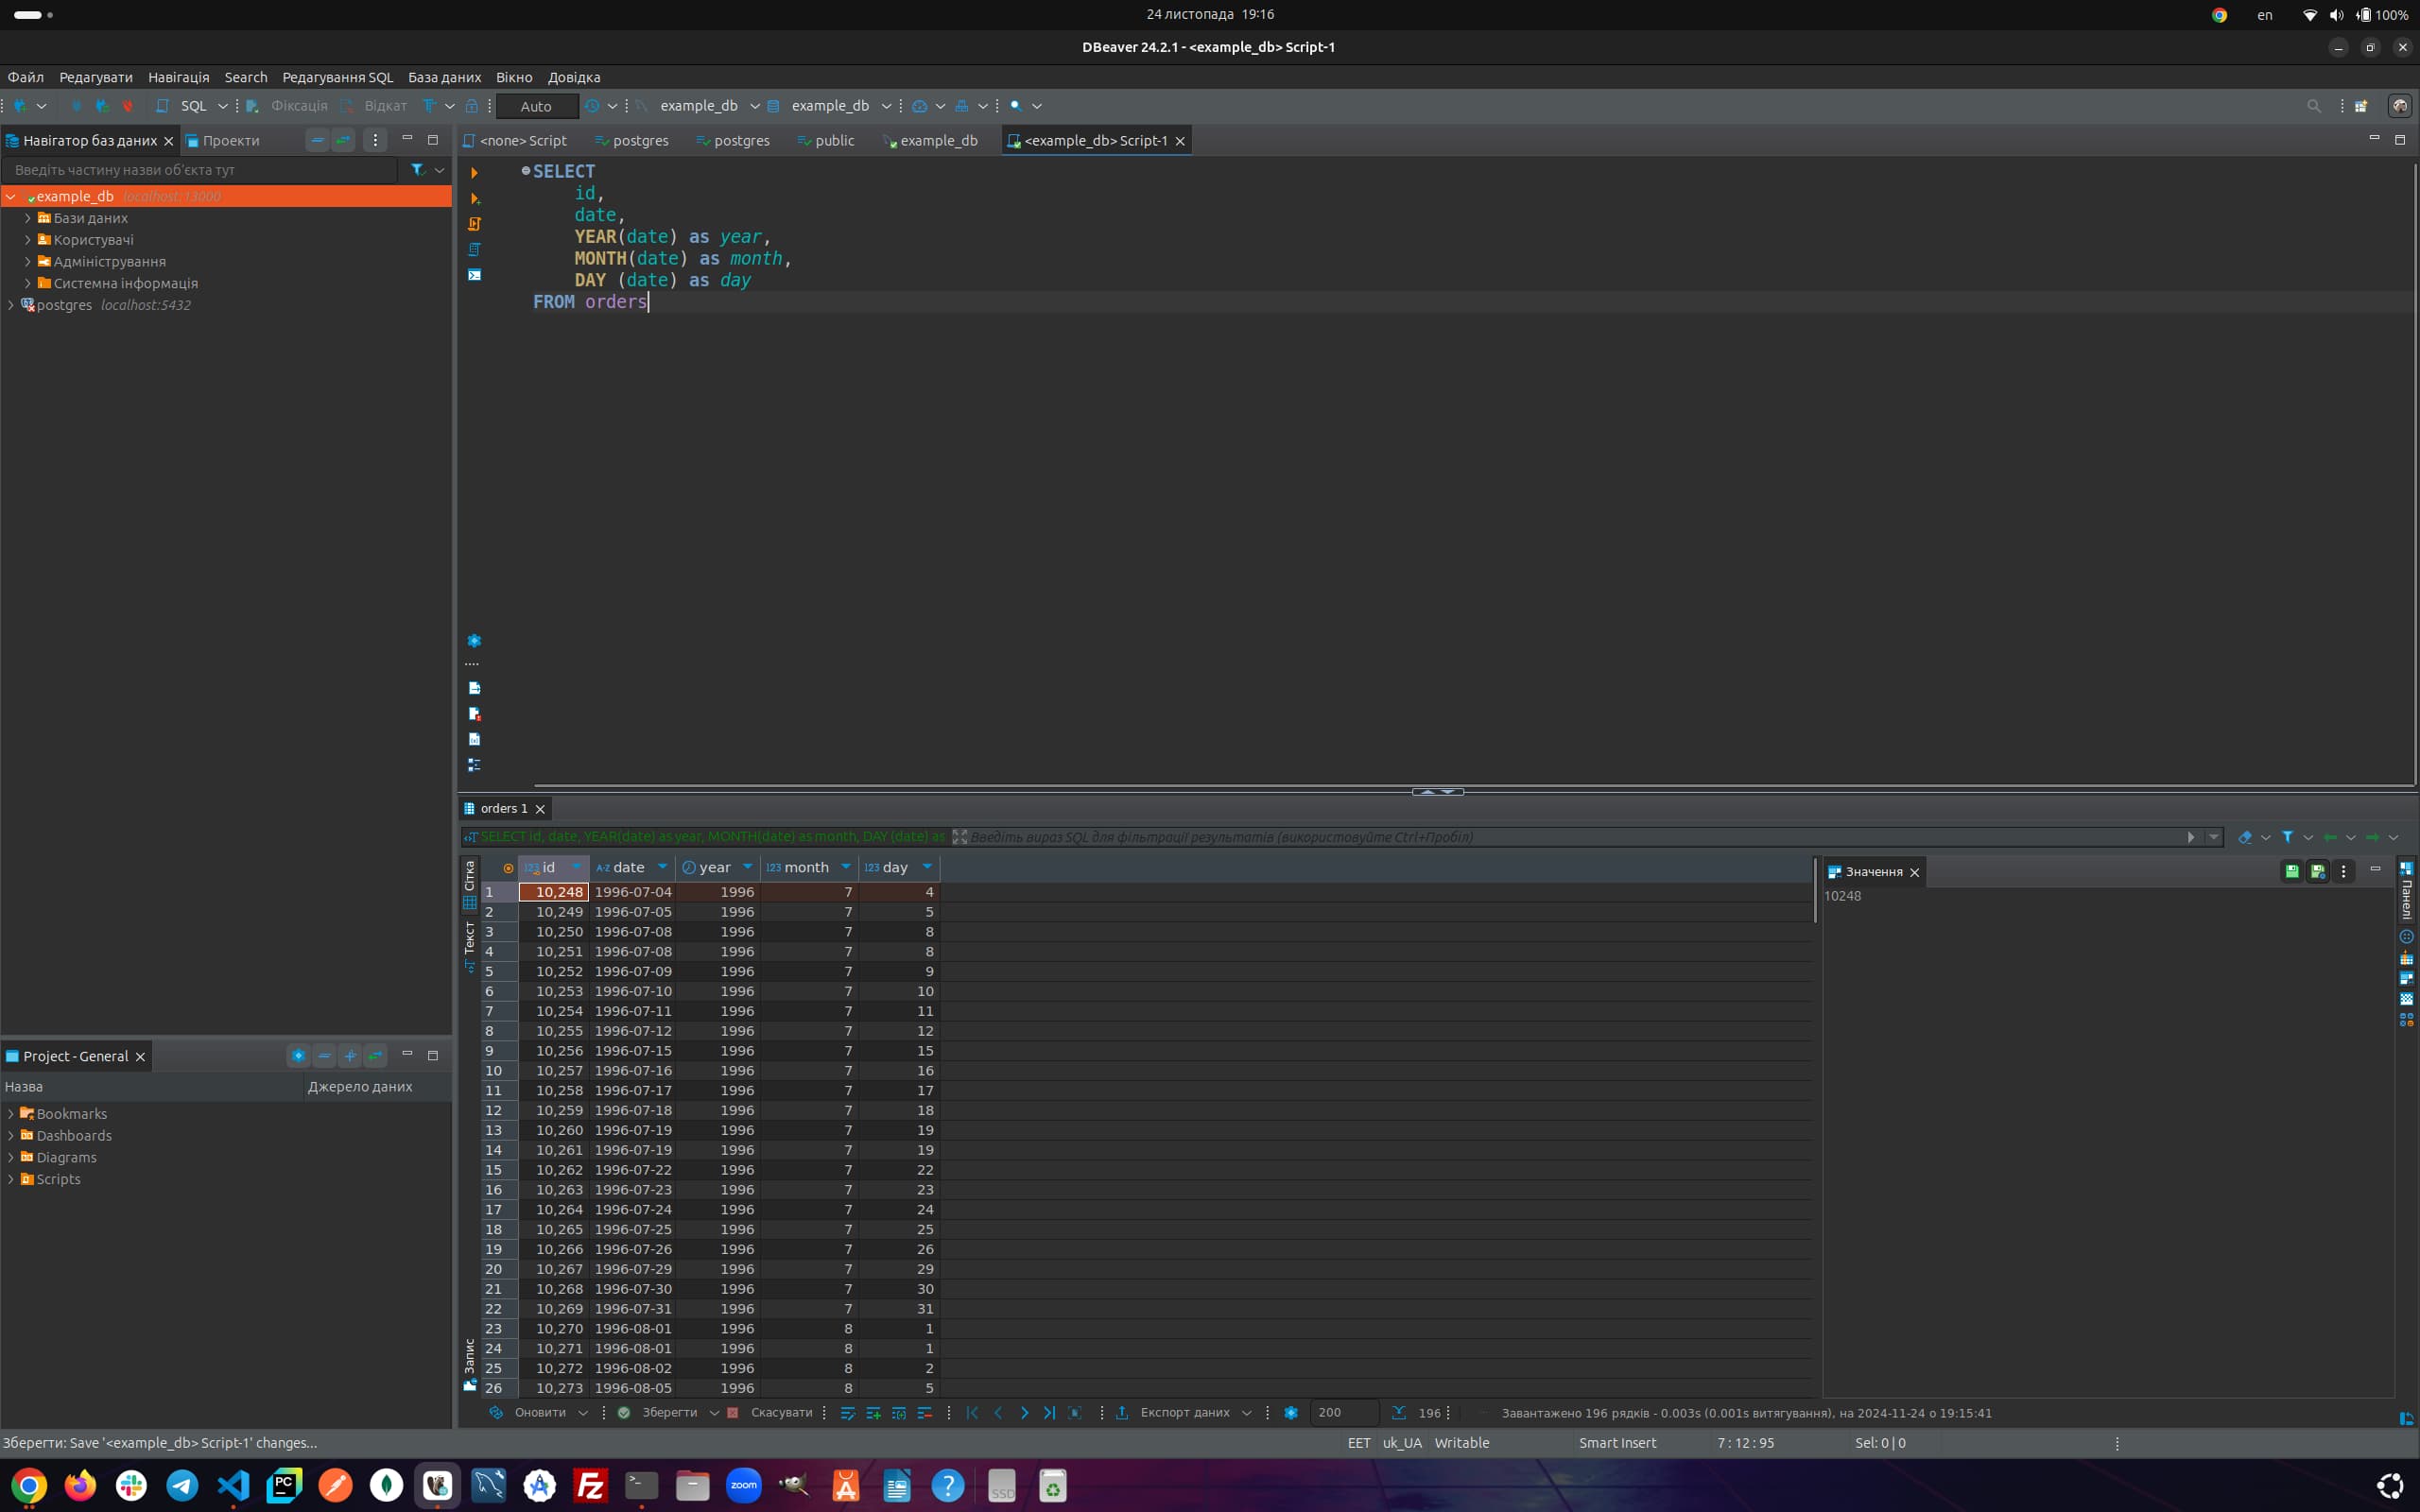 24 листопада 19:16
en
100%
DBeaver 24.2.1 - <example_db> Script-1
Файл Редагувати Навігація Search Редагування SQL База даних Вікно Довідка
SQL Фіксація Відкат Auto example_db example_db
Навігатор баз даних Проекти
<none> Script postgres postgres public example_db <example_db> Script-1
Введіть частину назви об'єкта тут
example_db localhost:13000
Бази даних
Користувачі
Адміністрування
Системна інформація
postgres localhost:5432
SELECT
id,
date,
YEAR(date) as year,
MONTH(date) as month,
DAY (date) as day
FROM orders
orders 1
SELECT id, date, YEAR(date) as year, MONTH(date) as month, DAY (date) as
Введіть вираз SQL для фільтрації результатів (використовуйте Ctrl+Пробіл)
Сітка
Текст
Запис
id date year month day
1 10,248 1996-07-04 1996 7 4
2 10,249 1996-07-05 1996 7 5
3 10,250 1996-07-08 1996 7 8
4 10,251 1996-07-08 1996 7 8
5 10,252 1996-07-09 1996 7 9
6 10,253 1996-07-10 1996 7 10
7 10,254 1996-07-11 1996 7 11
8 10,255 1996-07-12 1996 7 12
9 10,256 1996-07-15 1996 7 15
10 10,257 1996-07-16 1996 7 16
11 10,258 1996-07-17 1996 7 17
12 10,259 1996-07-18 1996 7 18
13 10,260 1996-07-19 1996 7 19
14 10,261 1996-07-19 1996 7 19
15 10,262 1996-07-22 1996 7 22
16 10,263 1996-07-23 1996 7 23
17 10,264 1996-07-24 1996 7 24
18 10,265 1996-07-25 1996 7 25
19 10,266 1996-07-26 1996 7 26
20 10,267 1996-07-29 1996 7 29
21 10,268 1996-07-30 1996 7 30
22 10,269 1996-07-31 1996 7 31
23 10,270 1996-08-01 1996 8 1
24 10,271 1996-08-01 1996 8 1
25 10,272 1996-08-02 1996 8 2
26 10,273 1996-08-05 1996 8 5
Значення
10248
Панелі
Project - General
Назва Джерело даних
Bookmarks
Dashboards
Diagrams
Scripts
Оновити Зберегти Скасувати Експорт даних 200 196 Завантажено 196 рядків - 0.003s (0.001s витягування), на 2024-11-24 о 19:15:41
Зберегти: Save '<example_db> Script-1' changes...
EET uk_UA Writable Smart Insert 7 : 12 : 95 Sel: 0 | 0
PC
Fz
zoom
SSD